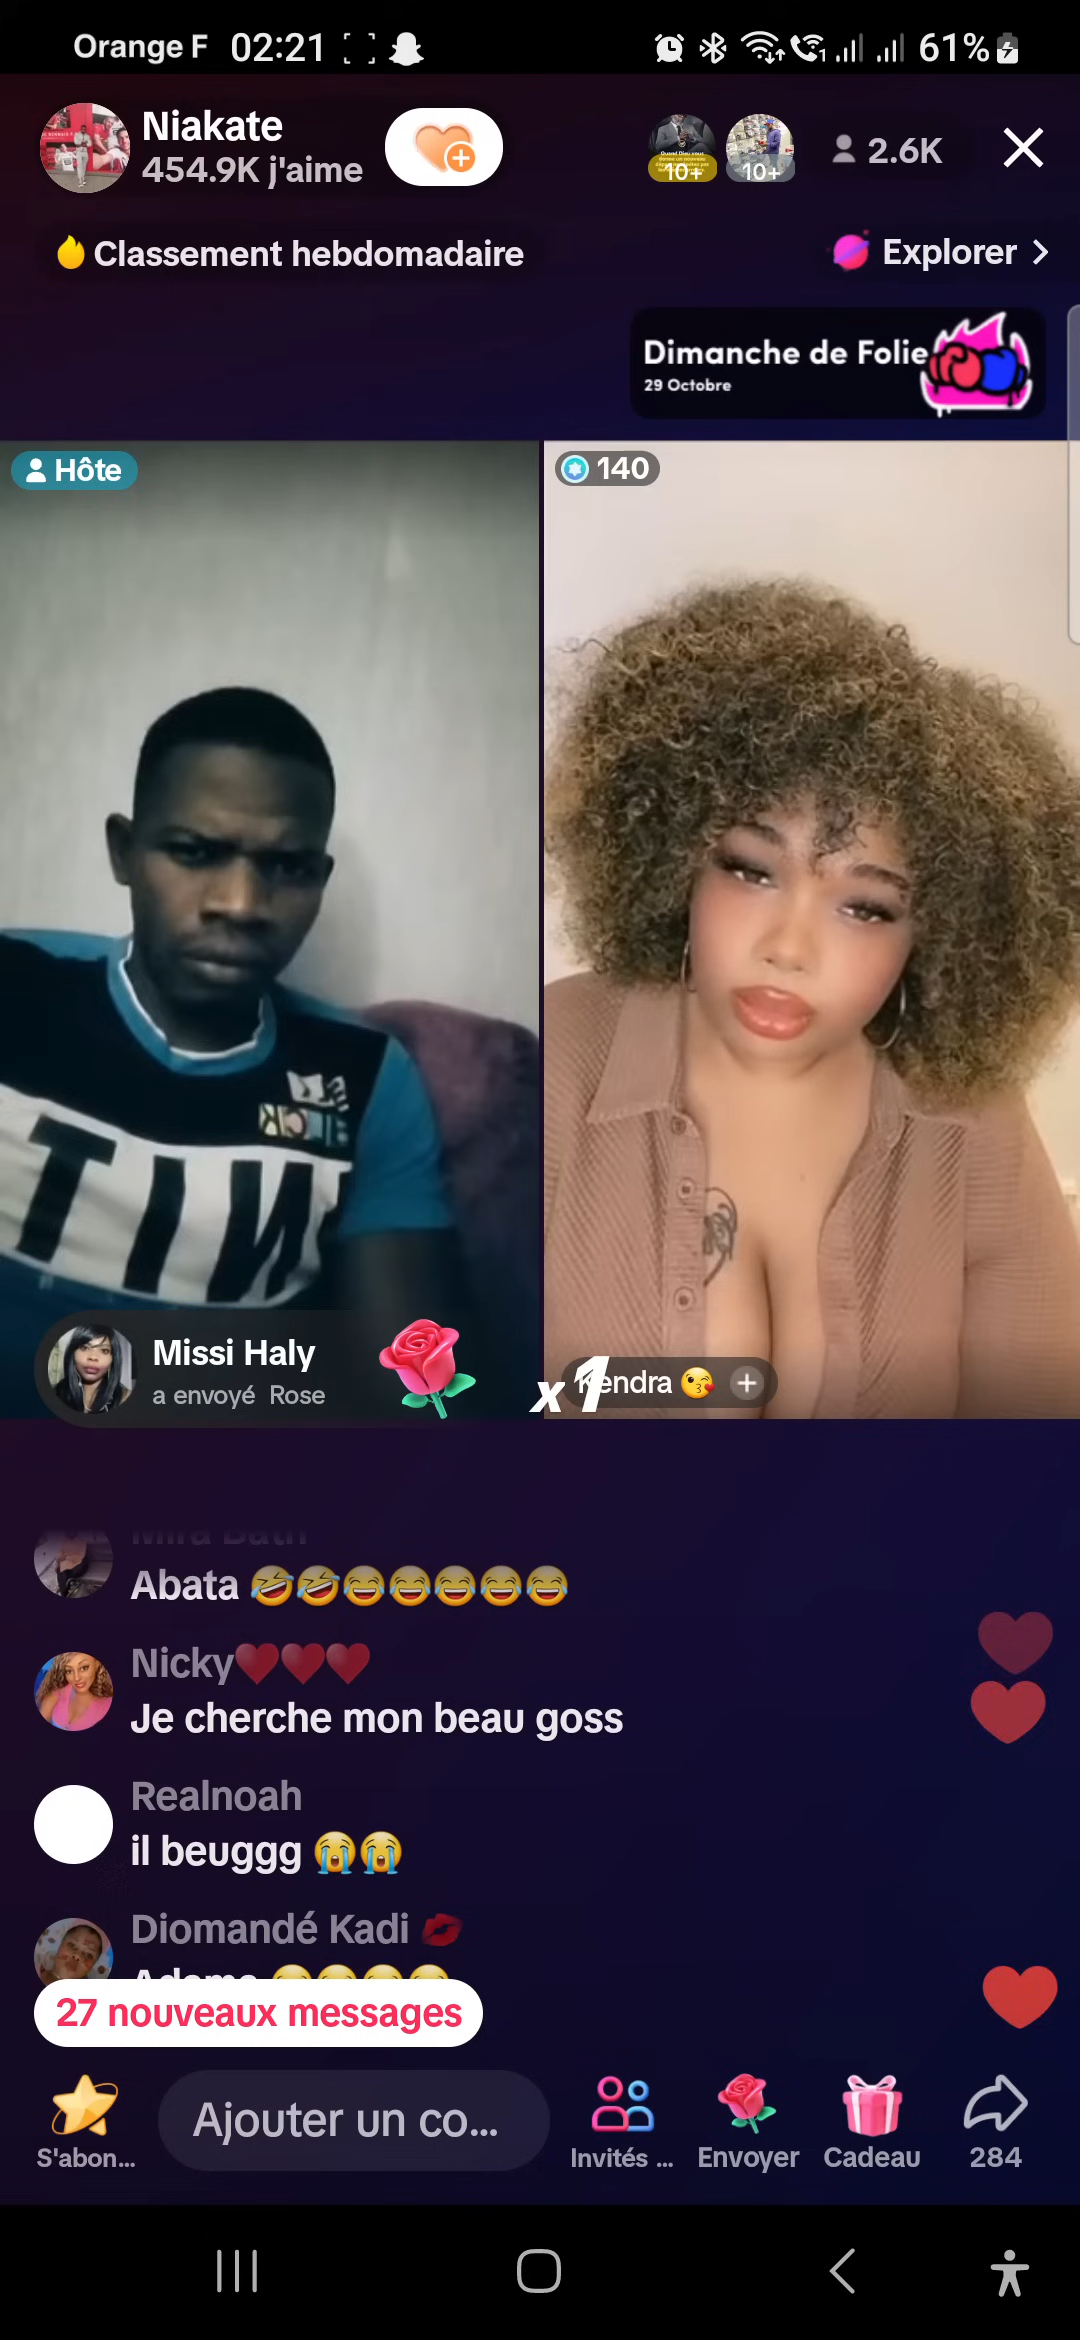 Orange F 02:21 61%
Niakate
454.9K j'aime
10+ 10+ 2.6K
Classement hebdomadaire
Explorer
Dimanche de Folie
29 Octobre
Hôte
140
Missi Haly
a envoyé Rose
x1
Kendra
Abata
Nicky
Je cherche mon beau goss
Realnoah
il beuggg
Diomandé Kadi
27 nouveaux messages
S'abon...
Ajouter un co...
Invités ...
Envoyer
Cadeau
284